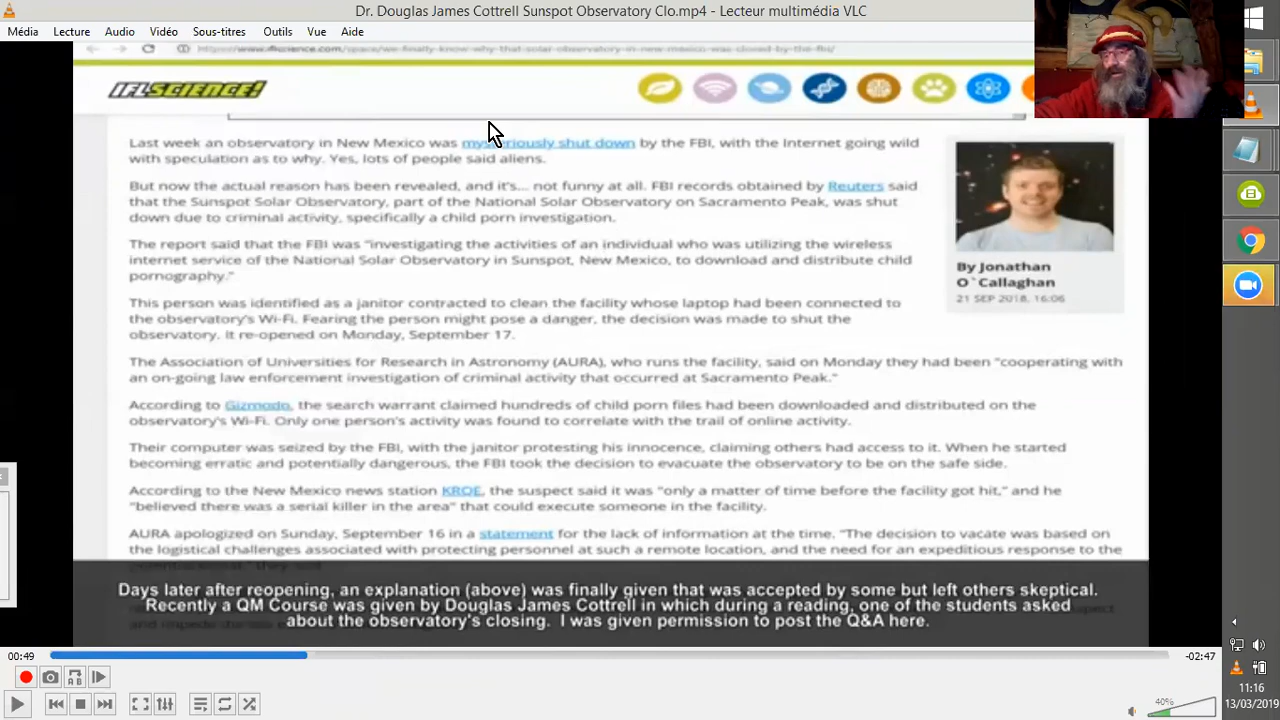 Dr. Douglas James Cottrell Sunspot Observatory Clo.mp4 - Lecteur multimédia VLC
Média Lecture Audio Vidéo Sous-titres Outils Vue Aide
https://www.iflscience.com/space/we-finally-know-why-that-solar-observatory-in-new-mexico-was-closed-by-the-fbi/
IFLSCIENCE!
Last week an observatory in New Mexico was mysteriously shut down by the FBI, with the Internet going wild
with speculation as to why. Yes, lots of people said aliens.
But now the actual reason has been revealed, and it's... not funny at all. FBI records obtained by Reuters said
that the Sunspot Solar Observatory, part of the National Solar Observatory on Sacramento Peak, was shut
down due to criminal activity, specifically a child porn investigation.
The report said that the FBI was "investigating the activities of an individual who was utilizing the wireless
internet service of the National Solar Observatory in Sunspot, New Mexico, to download and distribute child
pornography."
This person was identified as a janitor contracted to clean the facility whose laptop had been connected to
the observatory's Wi-Fi. Fearing the person might pose a danger, the decision was made to shut the
observatory. It re-opened on Monday, September 17.
By Jonathan
O`Callaghan
21 SEP 2018, 16:06
The Association of Universities for Research in Astronomy (AURA), who runs the facility, said on Monday they had been "cooperating with
an on-going law enforcement investigation of criminal activity that occurred at Sacramento Peak."
According to Gizmodo, the search warrant claimed hundreds of child porn files had been downloaded and distributed on the
observatory's Wi-Fi. Only one person's activity was found to correlate with the trail of online activity.
Their computer was seized by the FBI, with the janitor protesting his innocence, claiming others had access to it. When he started
becoming erratic and potentially dangerous, the FBI took the decision to evacuate the observatory to be on the safe side.
According to the New Mexico news station KRQE, the suspect said it was "only a matter of time before the facility got hit," and he
"believed there was a serial killer in the area" that could execute someone in the facility.
AURA apologized on Sunday, September 16 in a statement for the lack of information at the time. "The decision to vacate was based on
the logistical challenges associated with protecting personnel at such a remote location, and the need for an expeditious response to the
Days later after reopening, an explanation (above) was finally given that was accepted by some but left others skeptical.
Recently a QM Course was given by Douglas James Cottrell in which during a reading, one of the students asked
about the observatory's closing. I was given permission to post the Q&A here.
00:49
-02:47
40%
11:16
13/03/2019